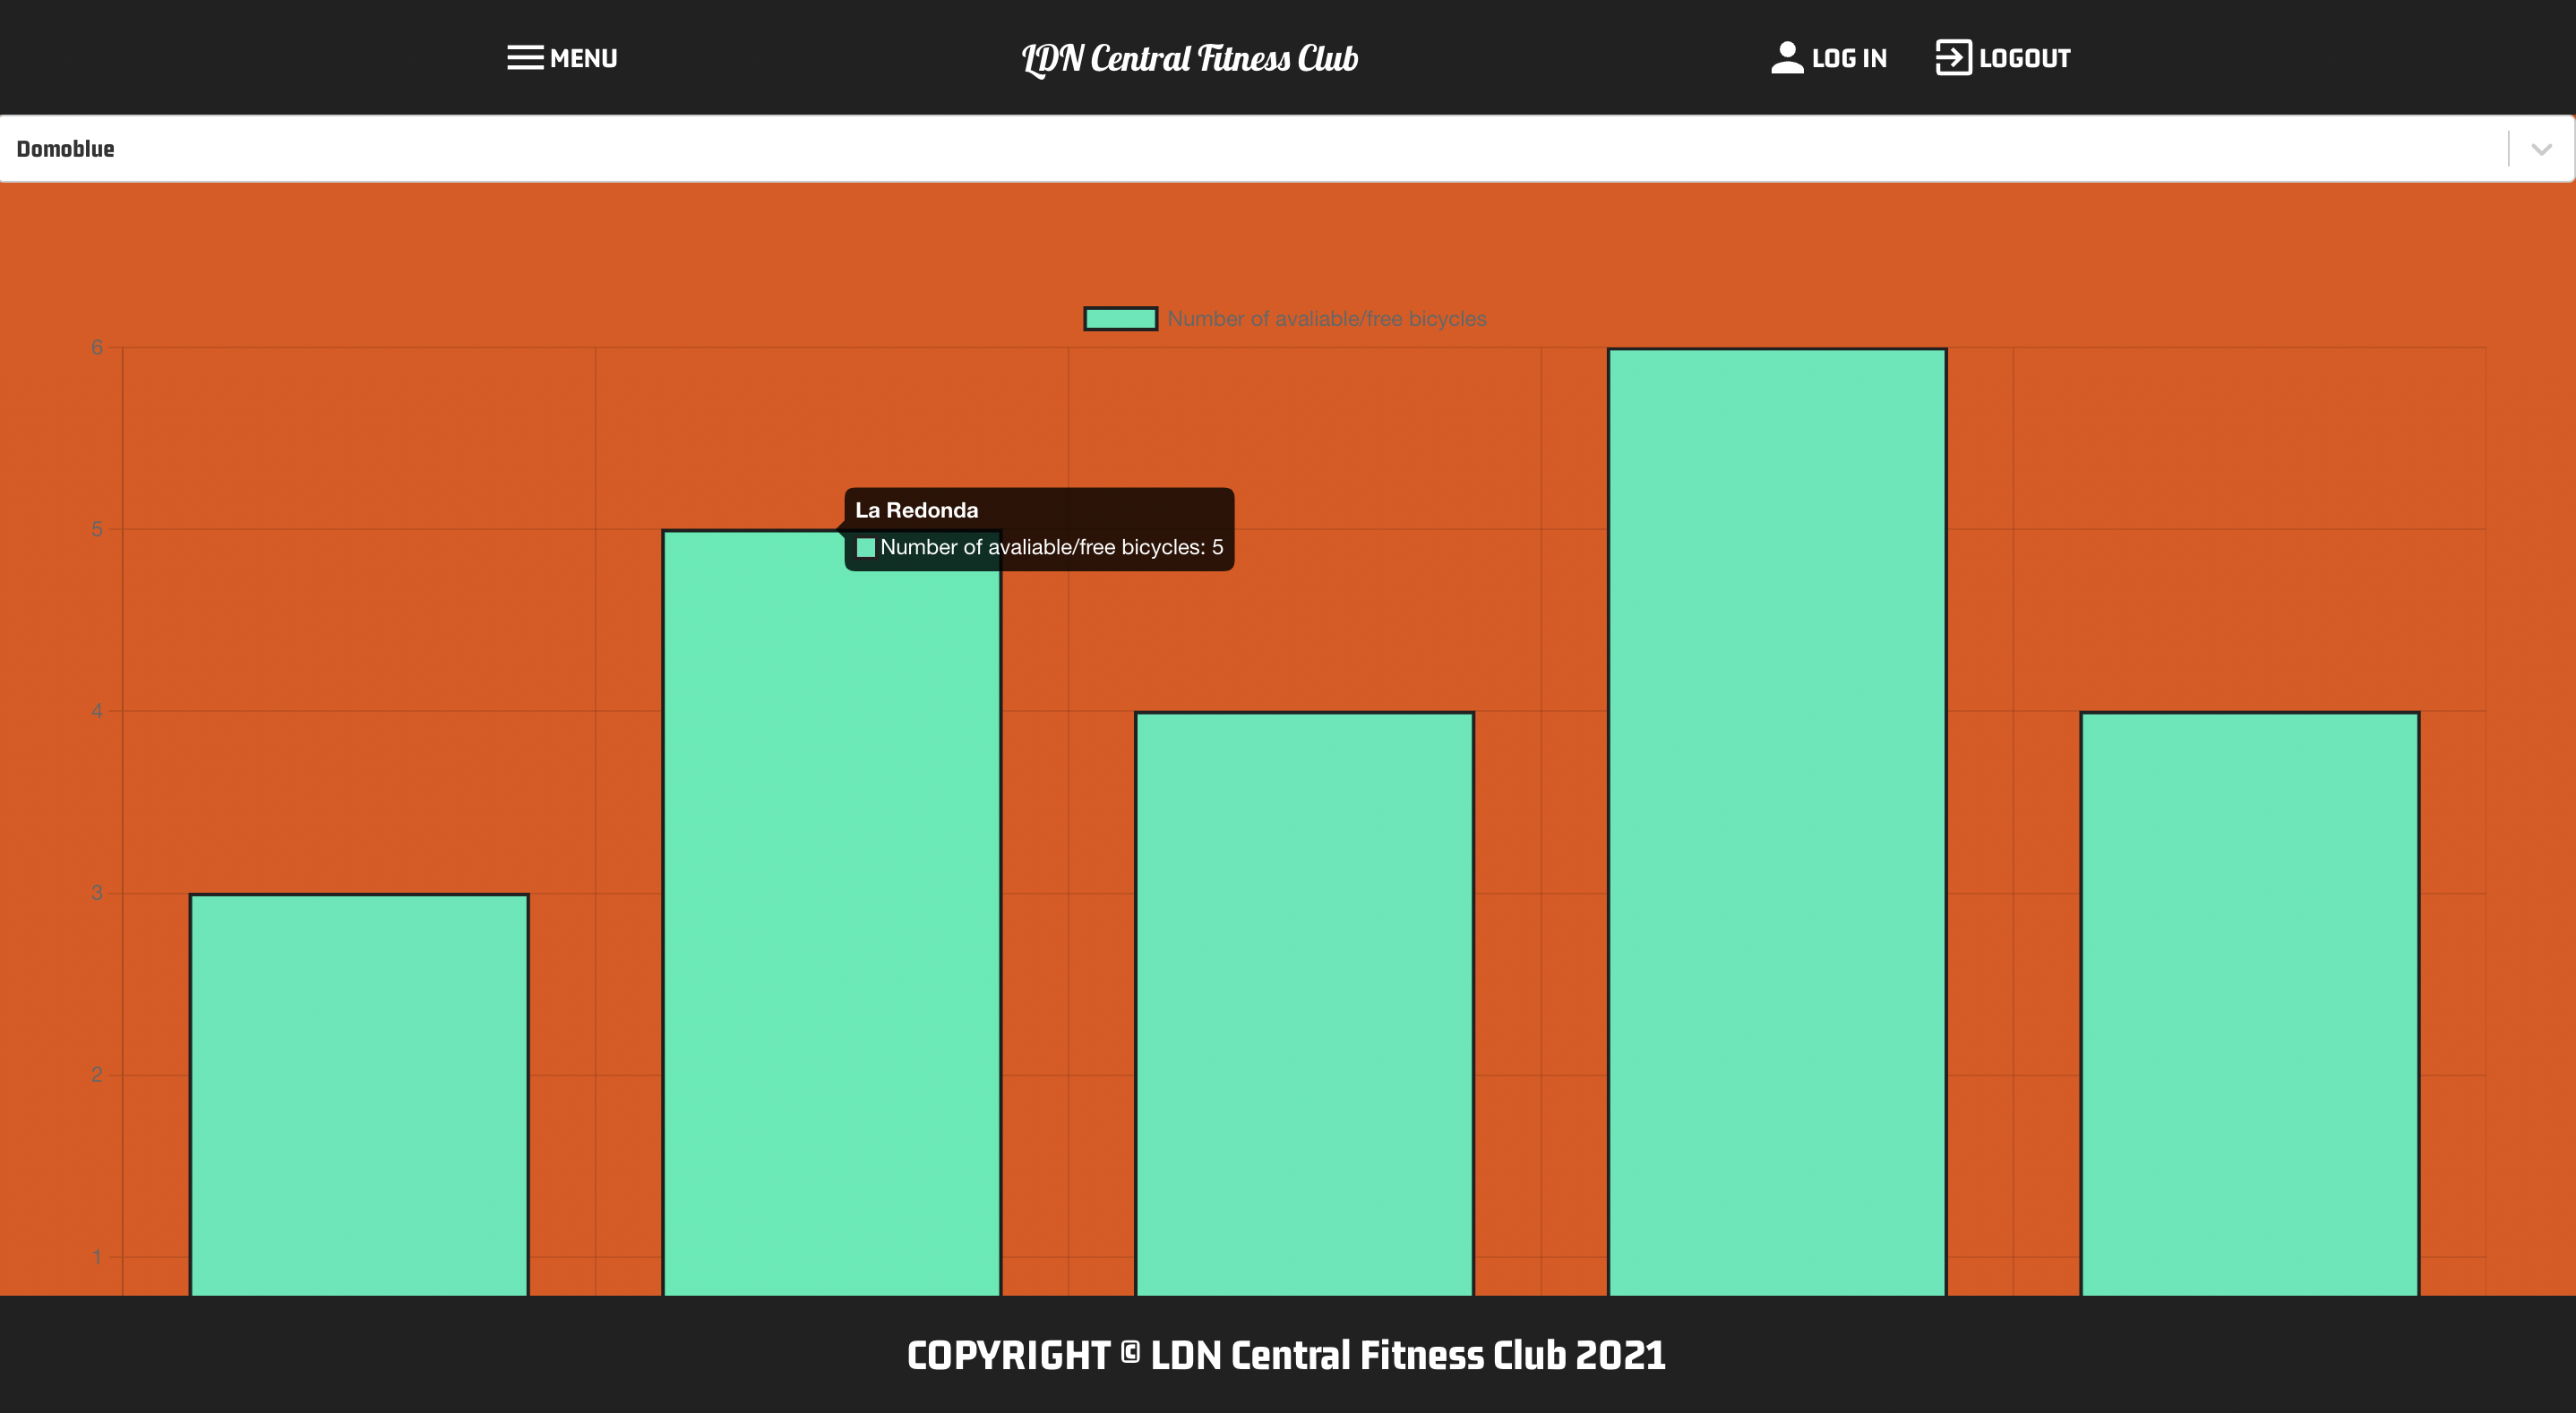 MENU
LDN Central Fitness Club
LOG IN
LOGOUT
Domoblue
Number of avaliable/free bicycles
6
La Redonda
5
Number of avaliable/free bicycles: 5
4
3
2
1
COPYRIGHT © LDN Central Fitness Club 2021